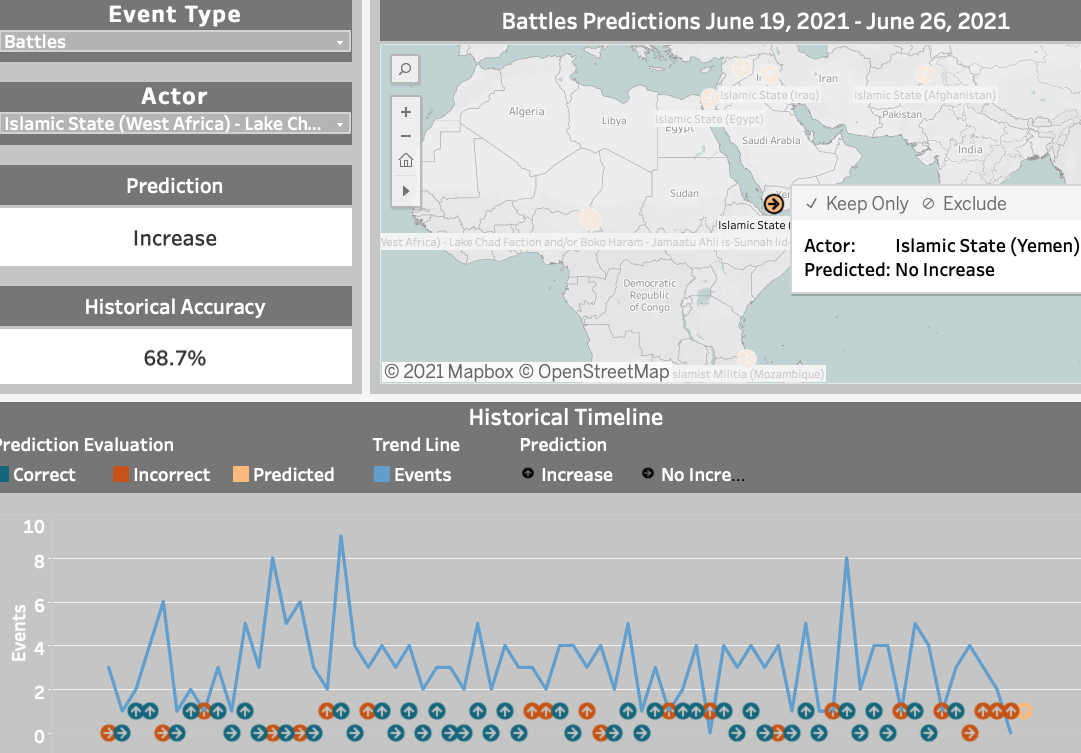 Event Type
Battles
Actor
Islamic State (West Africa) - Lake Ch...
Prediction
Increase
Historical Accuracy
68.7%
Battles Predictions June 19, 2021 - June 26, 2021
Iran
Islamic State (Iraq)
Islamic State (Afghanistan)
Algeria
Libya
Islamic State (Egypt)
Egypt
Pakistan
Saudi Arabia
India
Sudan
Islamic State
West Africa) - Lake Chad Faction and/or Boko Haram - Jamaatu Ahli is-Sunnah lid
Keep Only
Exclude
Actor: Islamic State (Yemen)
Predicted: No Increase
Democratic
Republic
of Congo
slamist Militia (Mozambique)
© 2021 Mapbox © OpenStreetMap
Historical Timeline
Prediction Evaluation
Trend Line
Prediction
Correct
Incorrect
Predicted
Events
Increase
No Incre...
Events
10
8
6
4
2
0